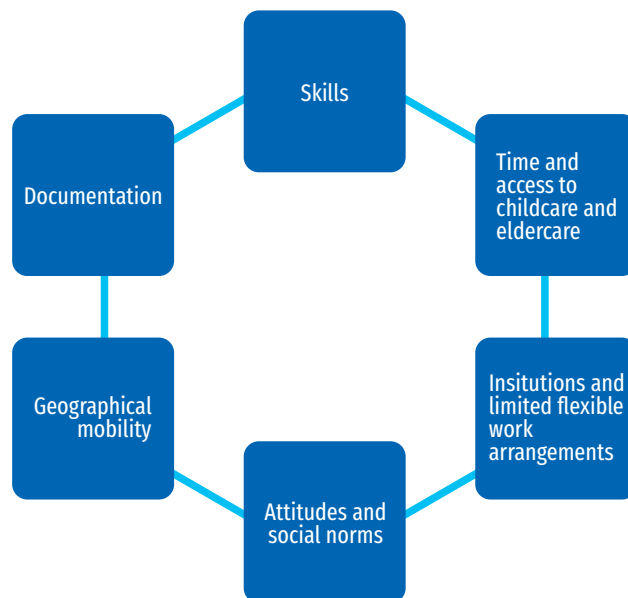 Skills
Documentation
Time and
access to
childcare and
eldercare
Geographical
mobility
Insitutions and
limited flexible
work
arrangements
Attitudes and
social norms